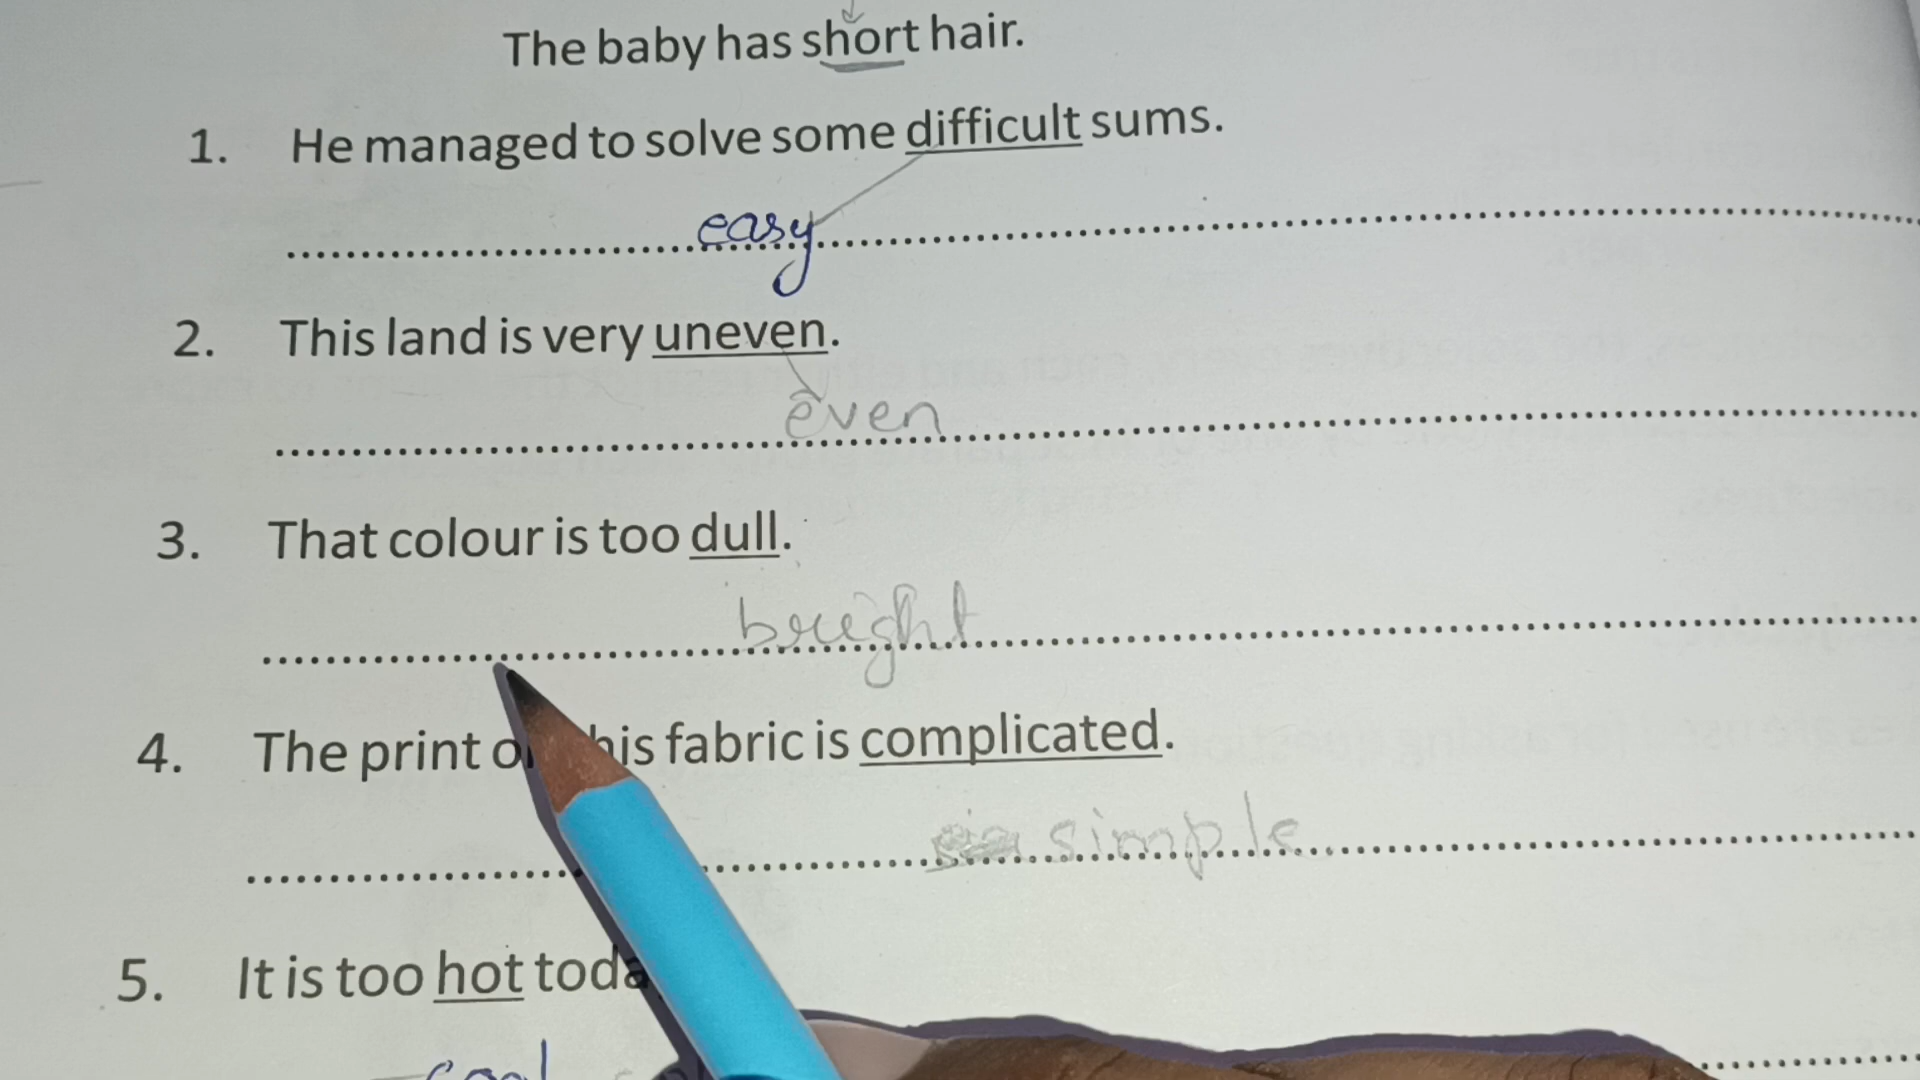 The baby has short hair.
1. He managed to solve some difficult sums.
easy
2. This land is very uneven.
even
3. That colour is too dull.
bright
4. The print his fabric is complicated.
simple
5. It is too hot
cool